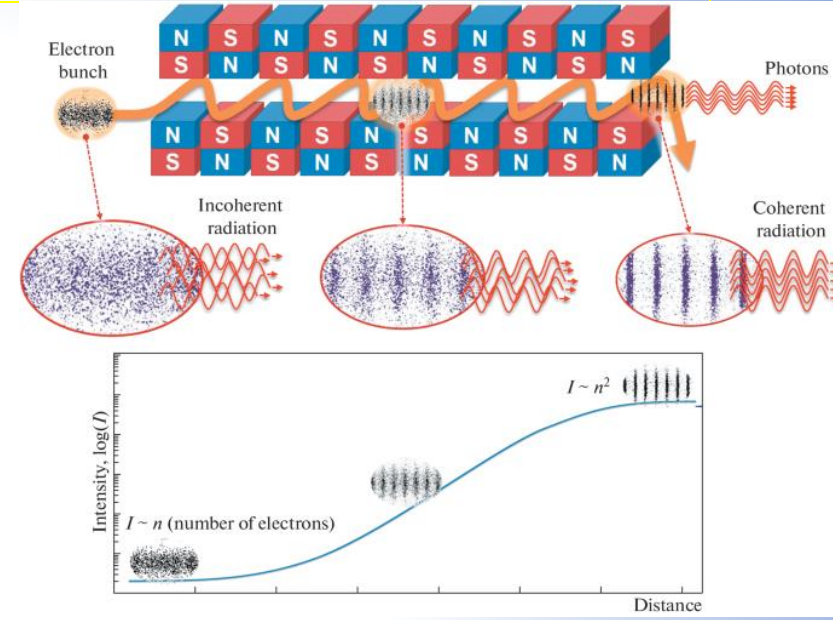 N S N S N S N S N S
S N S N S N S N S N
Electron
bunch
Photons
N S N S N S N S N S
S N S N S N S N S N
Incoherent
radiation
Coherent
radiation
I ~ n²
Intensity, log(I)
I ~ n (number of electrons)
Distance